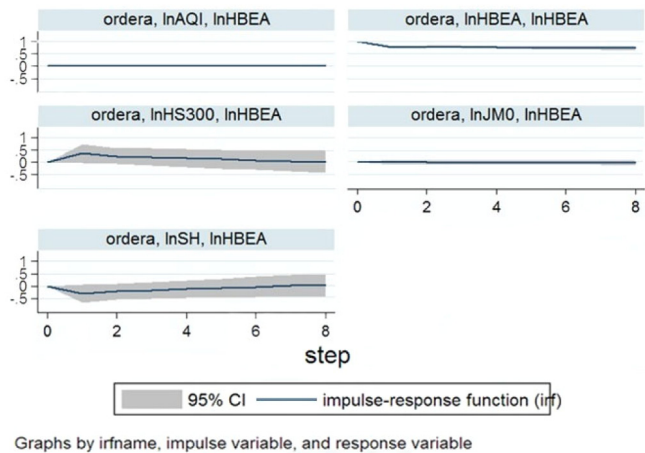 ordera, lnAQI, lnHBEA
ordera, lnHBEA, lnHBEA
1
.5
0
-.5
ordera, lnHS300, lnHBEA
ordera, lnJM0, lnHBEA
1
.5
0
-.5
0 2 4 6 8
ordera, lnSH, lnHBEA
1
.5
0
-.5
0 2 4 6 8
step
95% CI impulse-response function (irf)
Graphs by irfname, impulse variable, and response variable